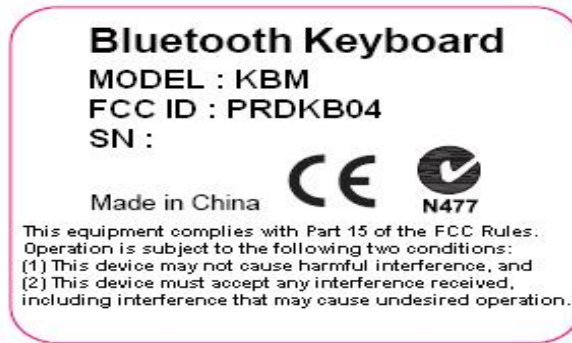 Bluetooth Keyboard
MODEL : KBM
FCC ID : PRDKB04
SN :
Made in China
CE
N477
This equipment complies with Part 15 of the FCC Rules.
Operation is subject to the following two conditions:
(1) This device may not cause harmful interference, and
(2) This device must accept any interference received,
including interference that may cause undesired operation.